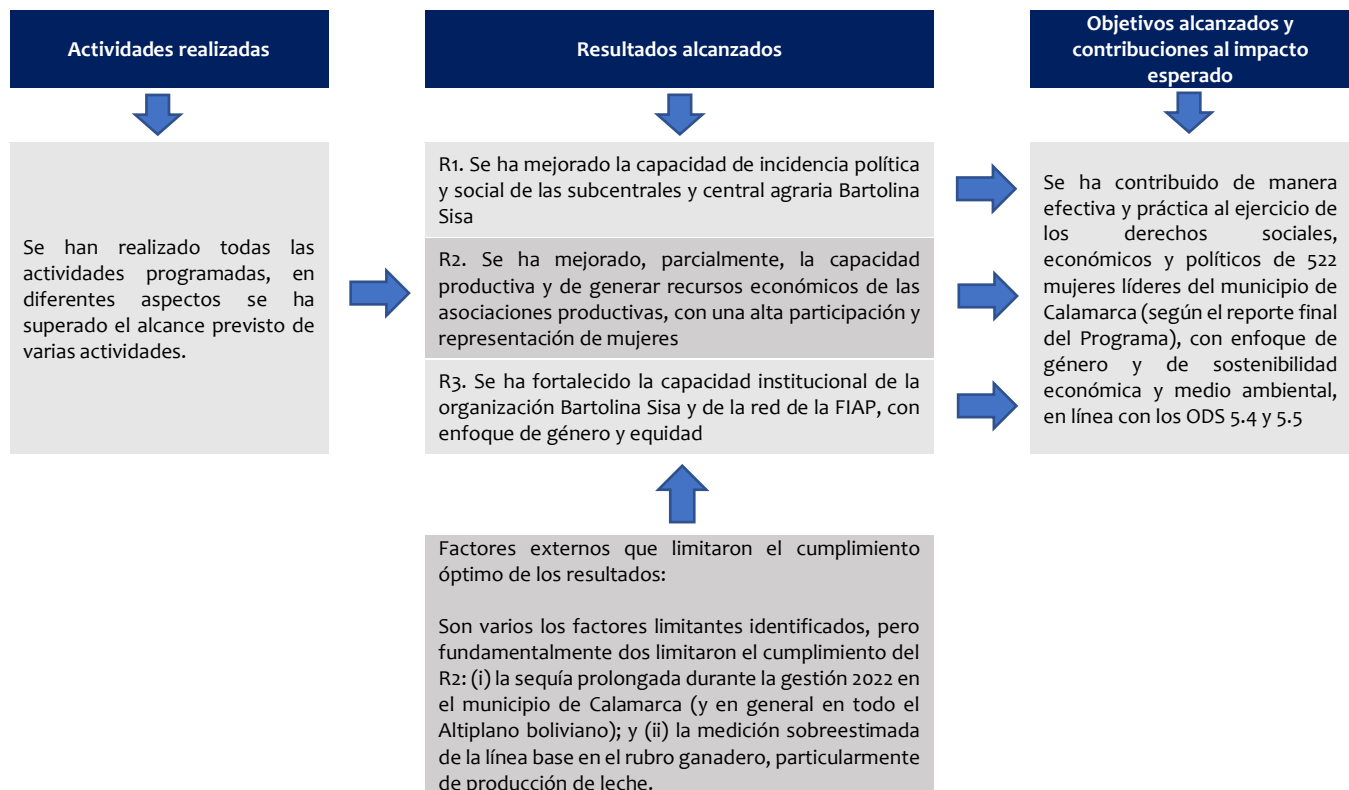 Actividades realizadas
Resultados alcanzados
Objetivos alcanzados y
contribuciones al impacto
esperado
Se han realizado todas las
actividades programadas, en
diferentes aspectos se ha
superado el alcance previsto de
varias actividades.
R1. Se ha mejorado la capacidad de incidencia política
y social de las subcentrales y central agraria Bartolina
Sisa
R2. Se ha mejorado, parcialmente, la capacidad
productiva y de generar recursos económicos de las
asociaciones productivas, con una alta participación y
representación de mujeres
R3. Se ha fortalecido la capacidad institucional de la
organización Bartolina Sisa y de la red de la FIAP, con
enfoque de género y equidad
Se ha contribuido de manera
efectiva y práctica al ejercicio de
los derechos sociales,
económicos y políticos de 522
mujeres líderes del municipio de
Calamarca (según el reporte final
del Programa), con enfoque de
género y de sostenibilidad
económica y medio ambiental,
en línea con los ODS 5.4 y 5.5
Factores externos que limitaron el cumplimiento
óptimo de los resultados:
Son varios los factores limitantes identificados, pero
fundamentalmente dos limitaron el cumplimiento del
R2: (i) la sequía prolongada durante la gestión 2022 en
el municipio de Calamarca (y en general en todo el
Altiplano boliviano); y (ii) la medición sobreestimada
de la línea base en el rubro ganadero, particularmente
de producción de leche.